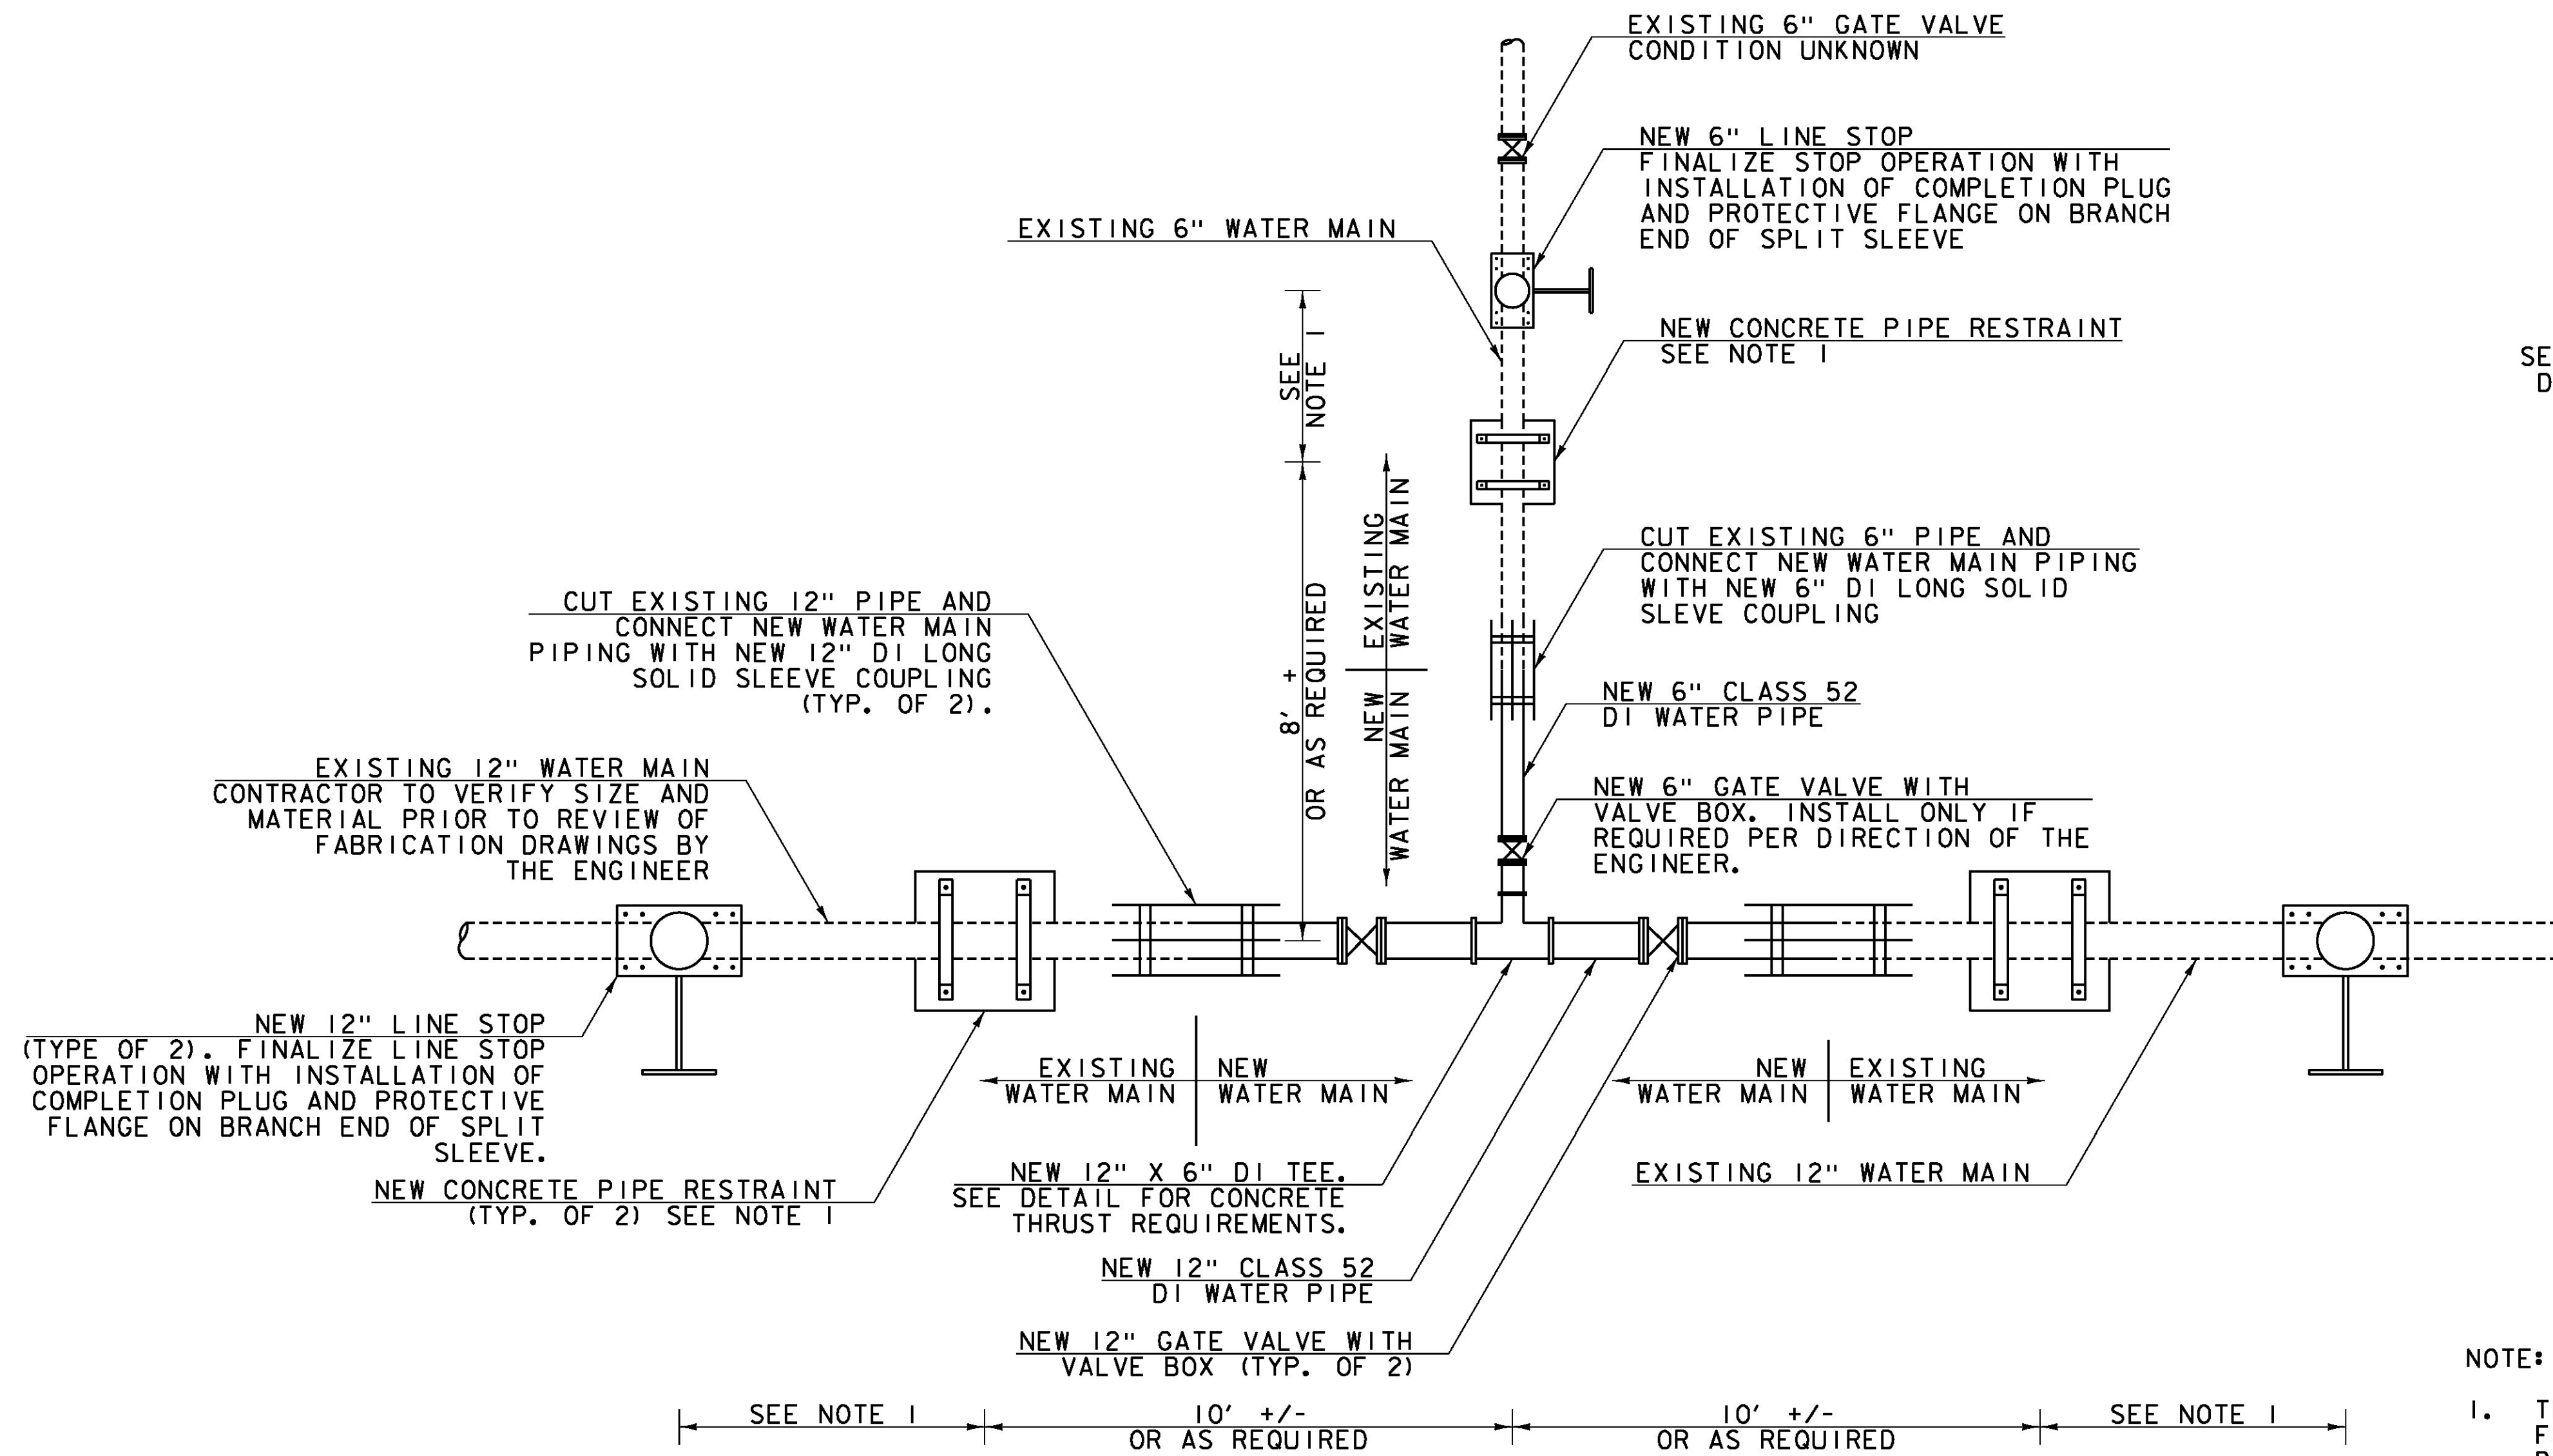 EXISTING 6" GATE VALVE
CONDITION UNKNOWN
NEW 6" LINE STOP
FINALIZE STOP OPERATION WITH
INSTALLATION OF COMPLETION PLUG
AND PROTECTIVE FLANGE ON BRANCH
END OF SPLIT SLEEVE
EXISTING 6" WATER MAIN
NEW CONCRETE PIPE RESTRAINT
SEE NOTE 1
SEE
NOTE 1
SE
D
EXISTING
WATER MAIN
NEW
WATER MAIN
8' +
OR AS REQUIRED
CUT EXISTING 6" PIPE AND
CONNECT NEW WATER MAIN PIPING
WITH NEW 6" DI LONG SOLID
SLEVE COUPLING
CUT EXISTING 12" PIPE AND
CONNECT NEW WATER MAIN
PIPING WITH NEW 12" DI LONG
SOLID SLEEVE COUPLING
(TYP. OF 2).
NEW 6" CLASS 52
DI WATER PIPE
EXISTING 12" WATER MAIN
CONTRACTOR TO VERIFY SIZE AND
MATERIAL PRIOR TO REVIEW OF
FABRICATION DRAWINGS BY
THE ENGINEER
NEW 6" GATE VALVE WITH
VALVE BOX. INSTALL ONLY IF
REQUIRED PER DIRECTION OF THE
ENGINEER.
NEW 12" LINE STOP
(TYPE OF 2). FINALIZE LINE STOP
OPERATION WITH INSTALLATION OF
COMPLETION PLUG AND PROTECTIVE
FLANGE ON BRANCH END OF SPLIT
SLEEVE.
EXISTING
WATER MAIN
NEW
WATER MAIN
NEW
WATER MAIN
EXISTING
WATER MAIN
NEW CONCRETE PIPE RESTRAINT
(TYP. OF 2) SEE NOTE 1
NEW 12" X 6" DI TEE.
SEE DETAIL FOR CONCRETE
THRUST REQUIREMENTS.
EXISTING 12" WATER MAIN
NEW 12" CLASS 52
DI WATER PIPE
NEW 12" GATE VALVE WITH
VALVE BOX (TYP. OF 2)
SEE NOTE 1
10' +/-
OR AS REQUIRED
10' +/-
OR AS REQUIRED
SEE NOTE 1
NOTE:
1. T
F